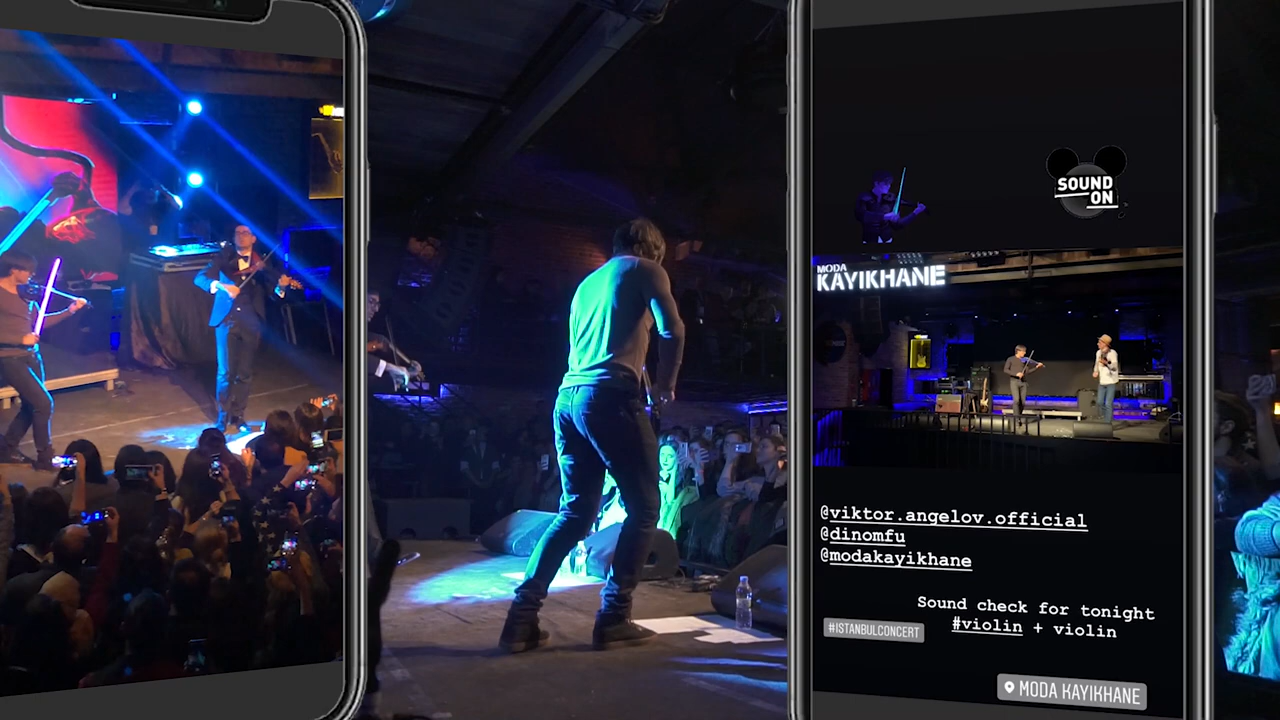 SOUND
ON
MODA
KAYIKHANE
@viktor.angelov.official
@dinomfu
@modakayikhane
Sound check for tonight
#violin + violin
#ISTANBULCONCERT
MODA KAYIKHANE